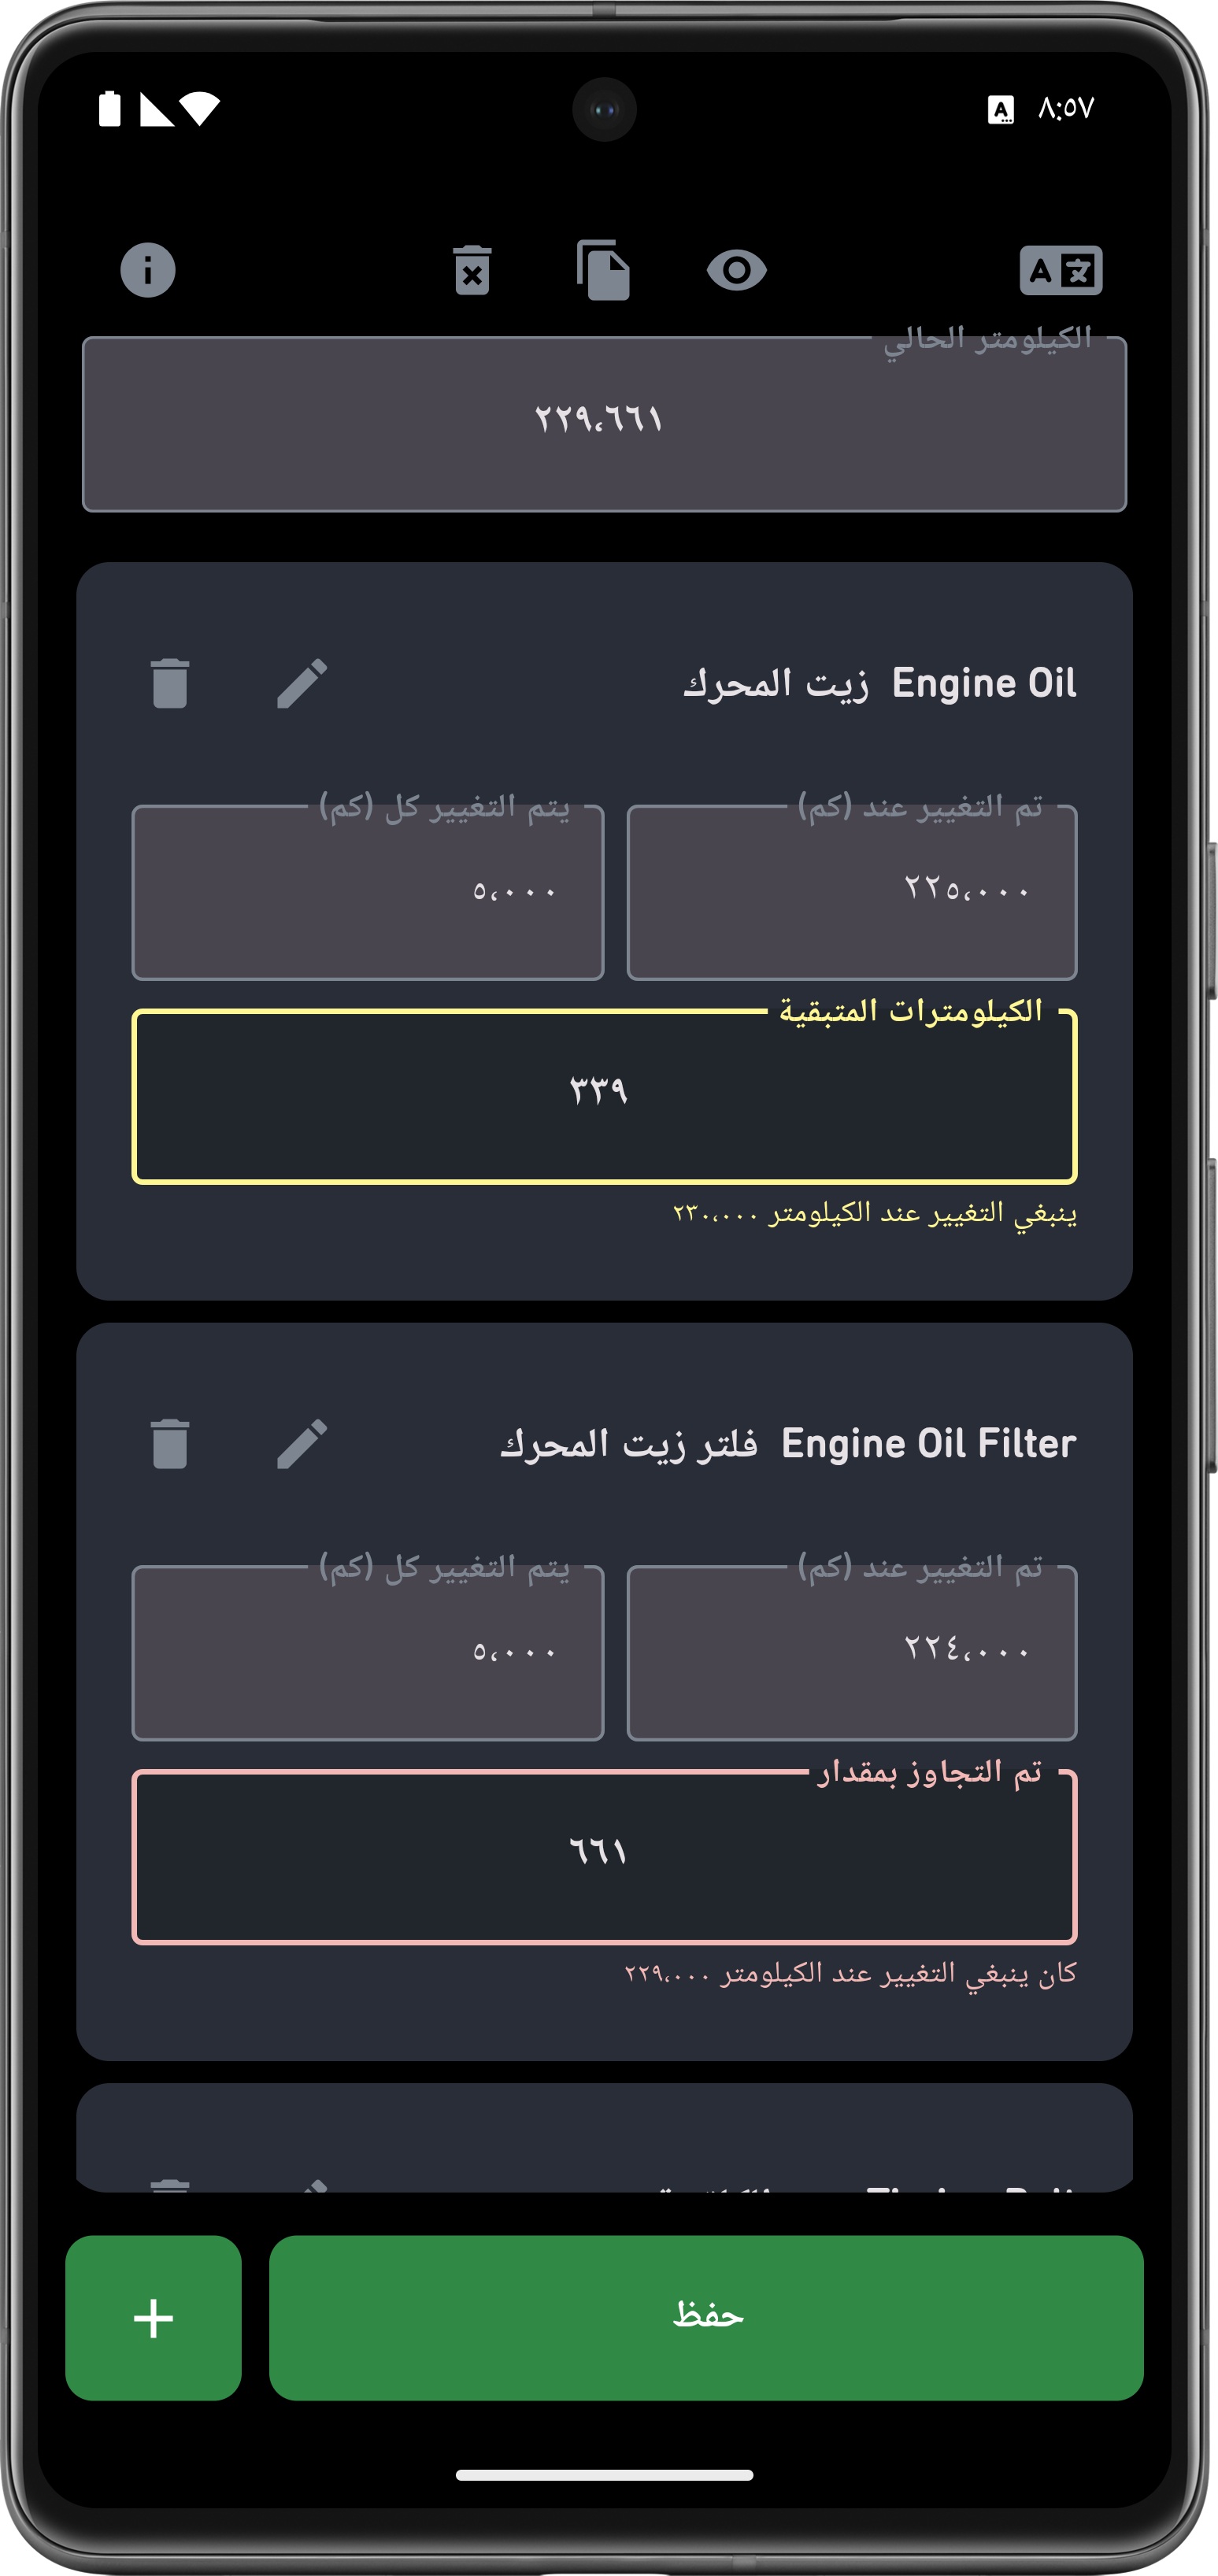 ٨:٥٧
الكيلومتر الحالي
٢٢٩،٦٦١
Engine Oil زيت المحرك
تم التغيير عند (كم) يتم التغيير كل (كم)
٢٢٥،٠٠٠ ٥،٠٠٠
الكيلومترات المتبقية
٣٣٩
ينبغي التغيير عند الكيلومتر ٢٣٠،٠٠٠
Engine Oil Filter فلتر زيت المحرك
تم التغيير عند (كم) يتم التغيير كل (كم)
٢٢٤،٠٠٠ ٥،٠٠٠
تم التجاوز بمقدار
٦٦١
كان ينبغي التغيير عند الكيلومتر ٢٢٩،٠٠٠
حفظ